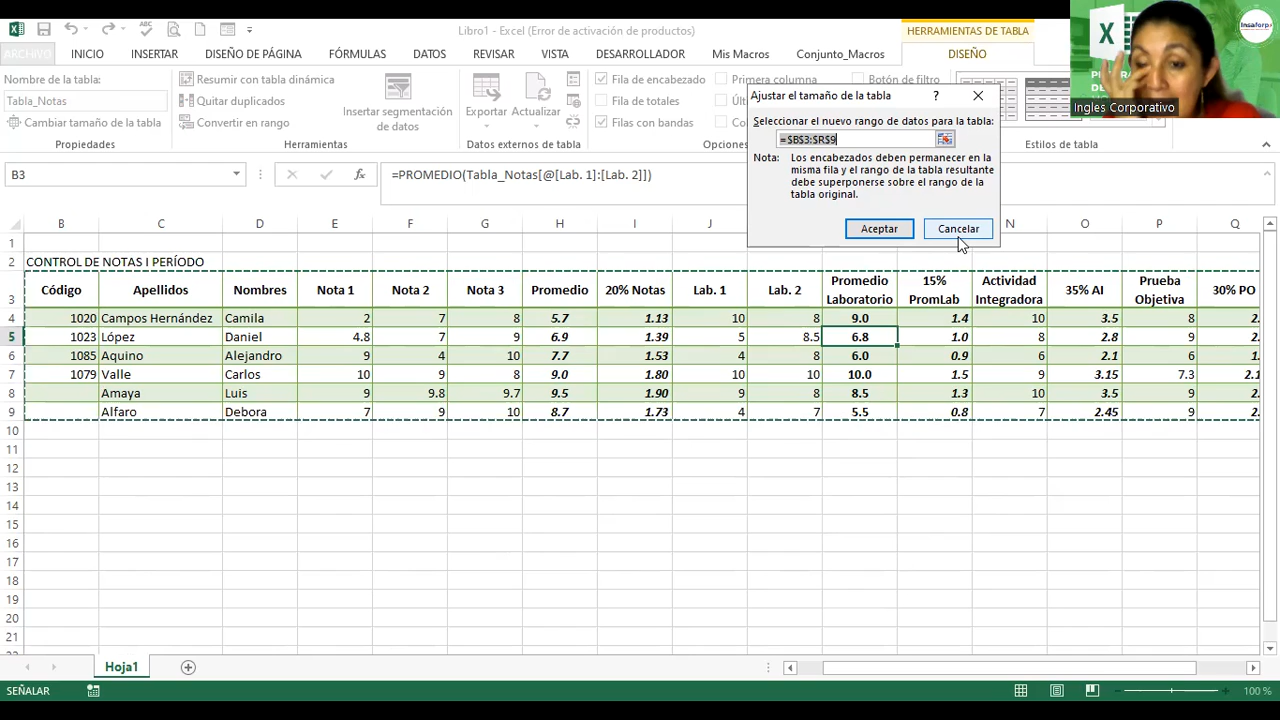 Libro1 - Excel (Error de activación de productos)
HERRAMIENTAS DE TABLA
ARCHIVO INICIO INSERTAR DISEÑO DE PÁGINA FÓRMULAS DATOS REVISAR VISTA DESARROLLADOR Mis Macros Conjunto_Macros DISEÑO
Insaforp
Ingles Corporativo
Nombre de la tabla:
Tabla_Notas
Cambiar tamaño de la tabla
Propiedades
Resumir con tabla dinámica
Quitar duplicados
Convertir en rango
Herramientas
Insertar segmentación
de datos
Exportar Actualizar
Datos externos de tabla
Fila de encabezado Primera columna Botón de filtro
Fila de totales
Filas con bandas
Estilos de tabla
Ajustar el tamaño de la tabla ?
Seleccionar el nuevo rango de datos para la tabla:
=$B$3:$R$9
Nota: Los encabezados deben permanecer en la
misma fila y el rango de la tabla resultante
debe superponerse sobre el rango de la
tabla original.
Aceptar Cancelar
B3 fx =PROMEDIO(Tabla_Notas[@[Lab. 1]:[Lab. 2]])
B C D E F G H I J N O P Q
1
2 CONTROL DE NOTAS I PERÍODO
3 Código Apellidos Nombres Nota 1 Nota 2 Nota 3 Promedio 20% Notas Lab. 1 Lab. 2 Promedio Laboratorio 15% PromLab Actividad Integradora 35% AI Prueba Objetiva 30% PO
4 1020 Campos Hernández Camila 2 7 8 5.7 1.13 10 8 9.0 1.4 10 3.5 8 2.
5 1023 López Daniel 4.8 7 9 6.9 1.39 5 8.5 6.8 1.0 8 2.8 9 2.
6 1085 Aquino Alejandro 9 4 10 7.7 1.53 4 8 6.0 0.9 6 2.1 6 1.
7 1079 Valle Carlos 10 9 8 9.0 1.80 10 10 10.0 1.5 9 3.15 7.3 2.1
8 Amaya Luis 9 9.8 9.7 9.5 1.90 9 8 8.5 1.3 10 3.5 9 2.
9 Alfaro Debora 7 9 10 8.7 1.73 4 7 5.5 0.8 7 2.45 9 2.
10
11
12
13
14
15
16
17
18
19
20
21
Hoja1
SEÑALAR 100 %